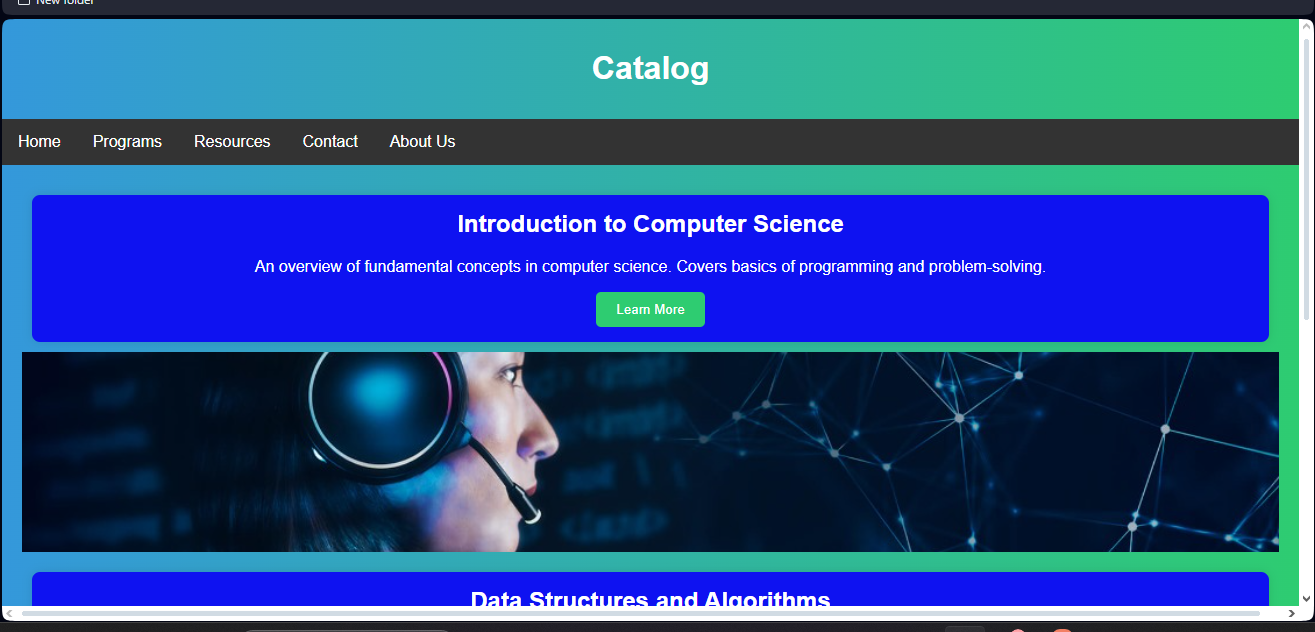 New folder
Catalog
Home Programs Resources Contact About Us
Introduction to Computer Science
An overview of fundamental concepts in computer science. Covers basics of programming and problem-solving.
Learn More
Data Structures and Algorithms